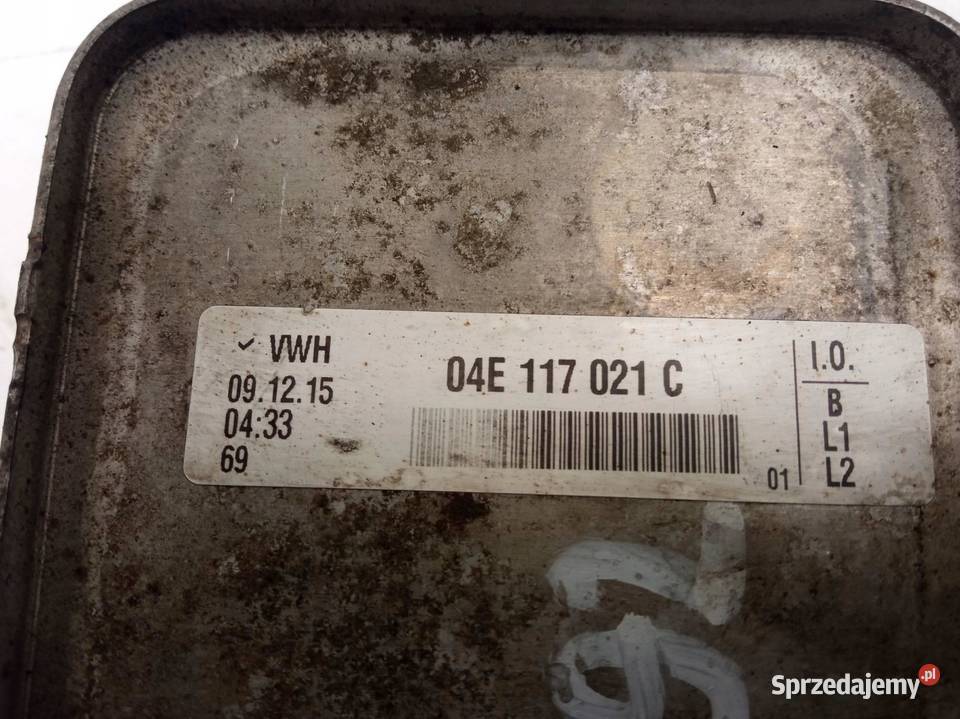 VWH
09.12.15
04:33
69
04E 117 021 C
01
I.O.
B
L1
L2
Sprzedajemy.pl